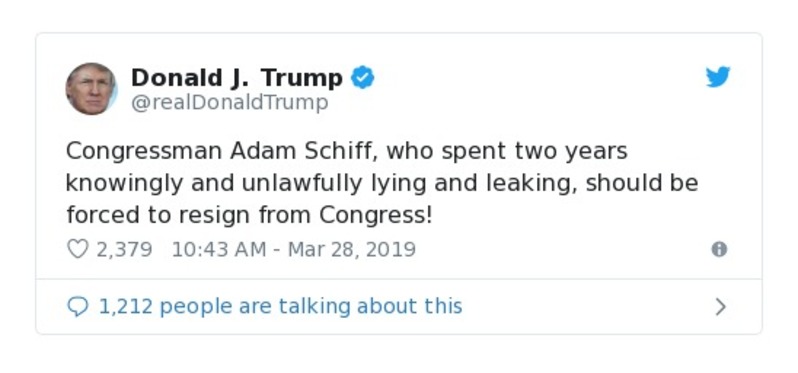 Donald J. Trump
@realDonaldTrump
Congressman Adam Schiff, who spent two years
knowingly and unlawfully lying and leaking, should be
forced to resign from Congress!
2,379 10:43 AM - Mar 28, 2019
1,212 people are talking about this